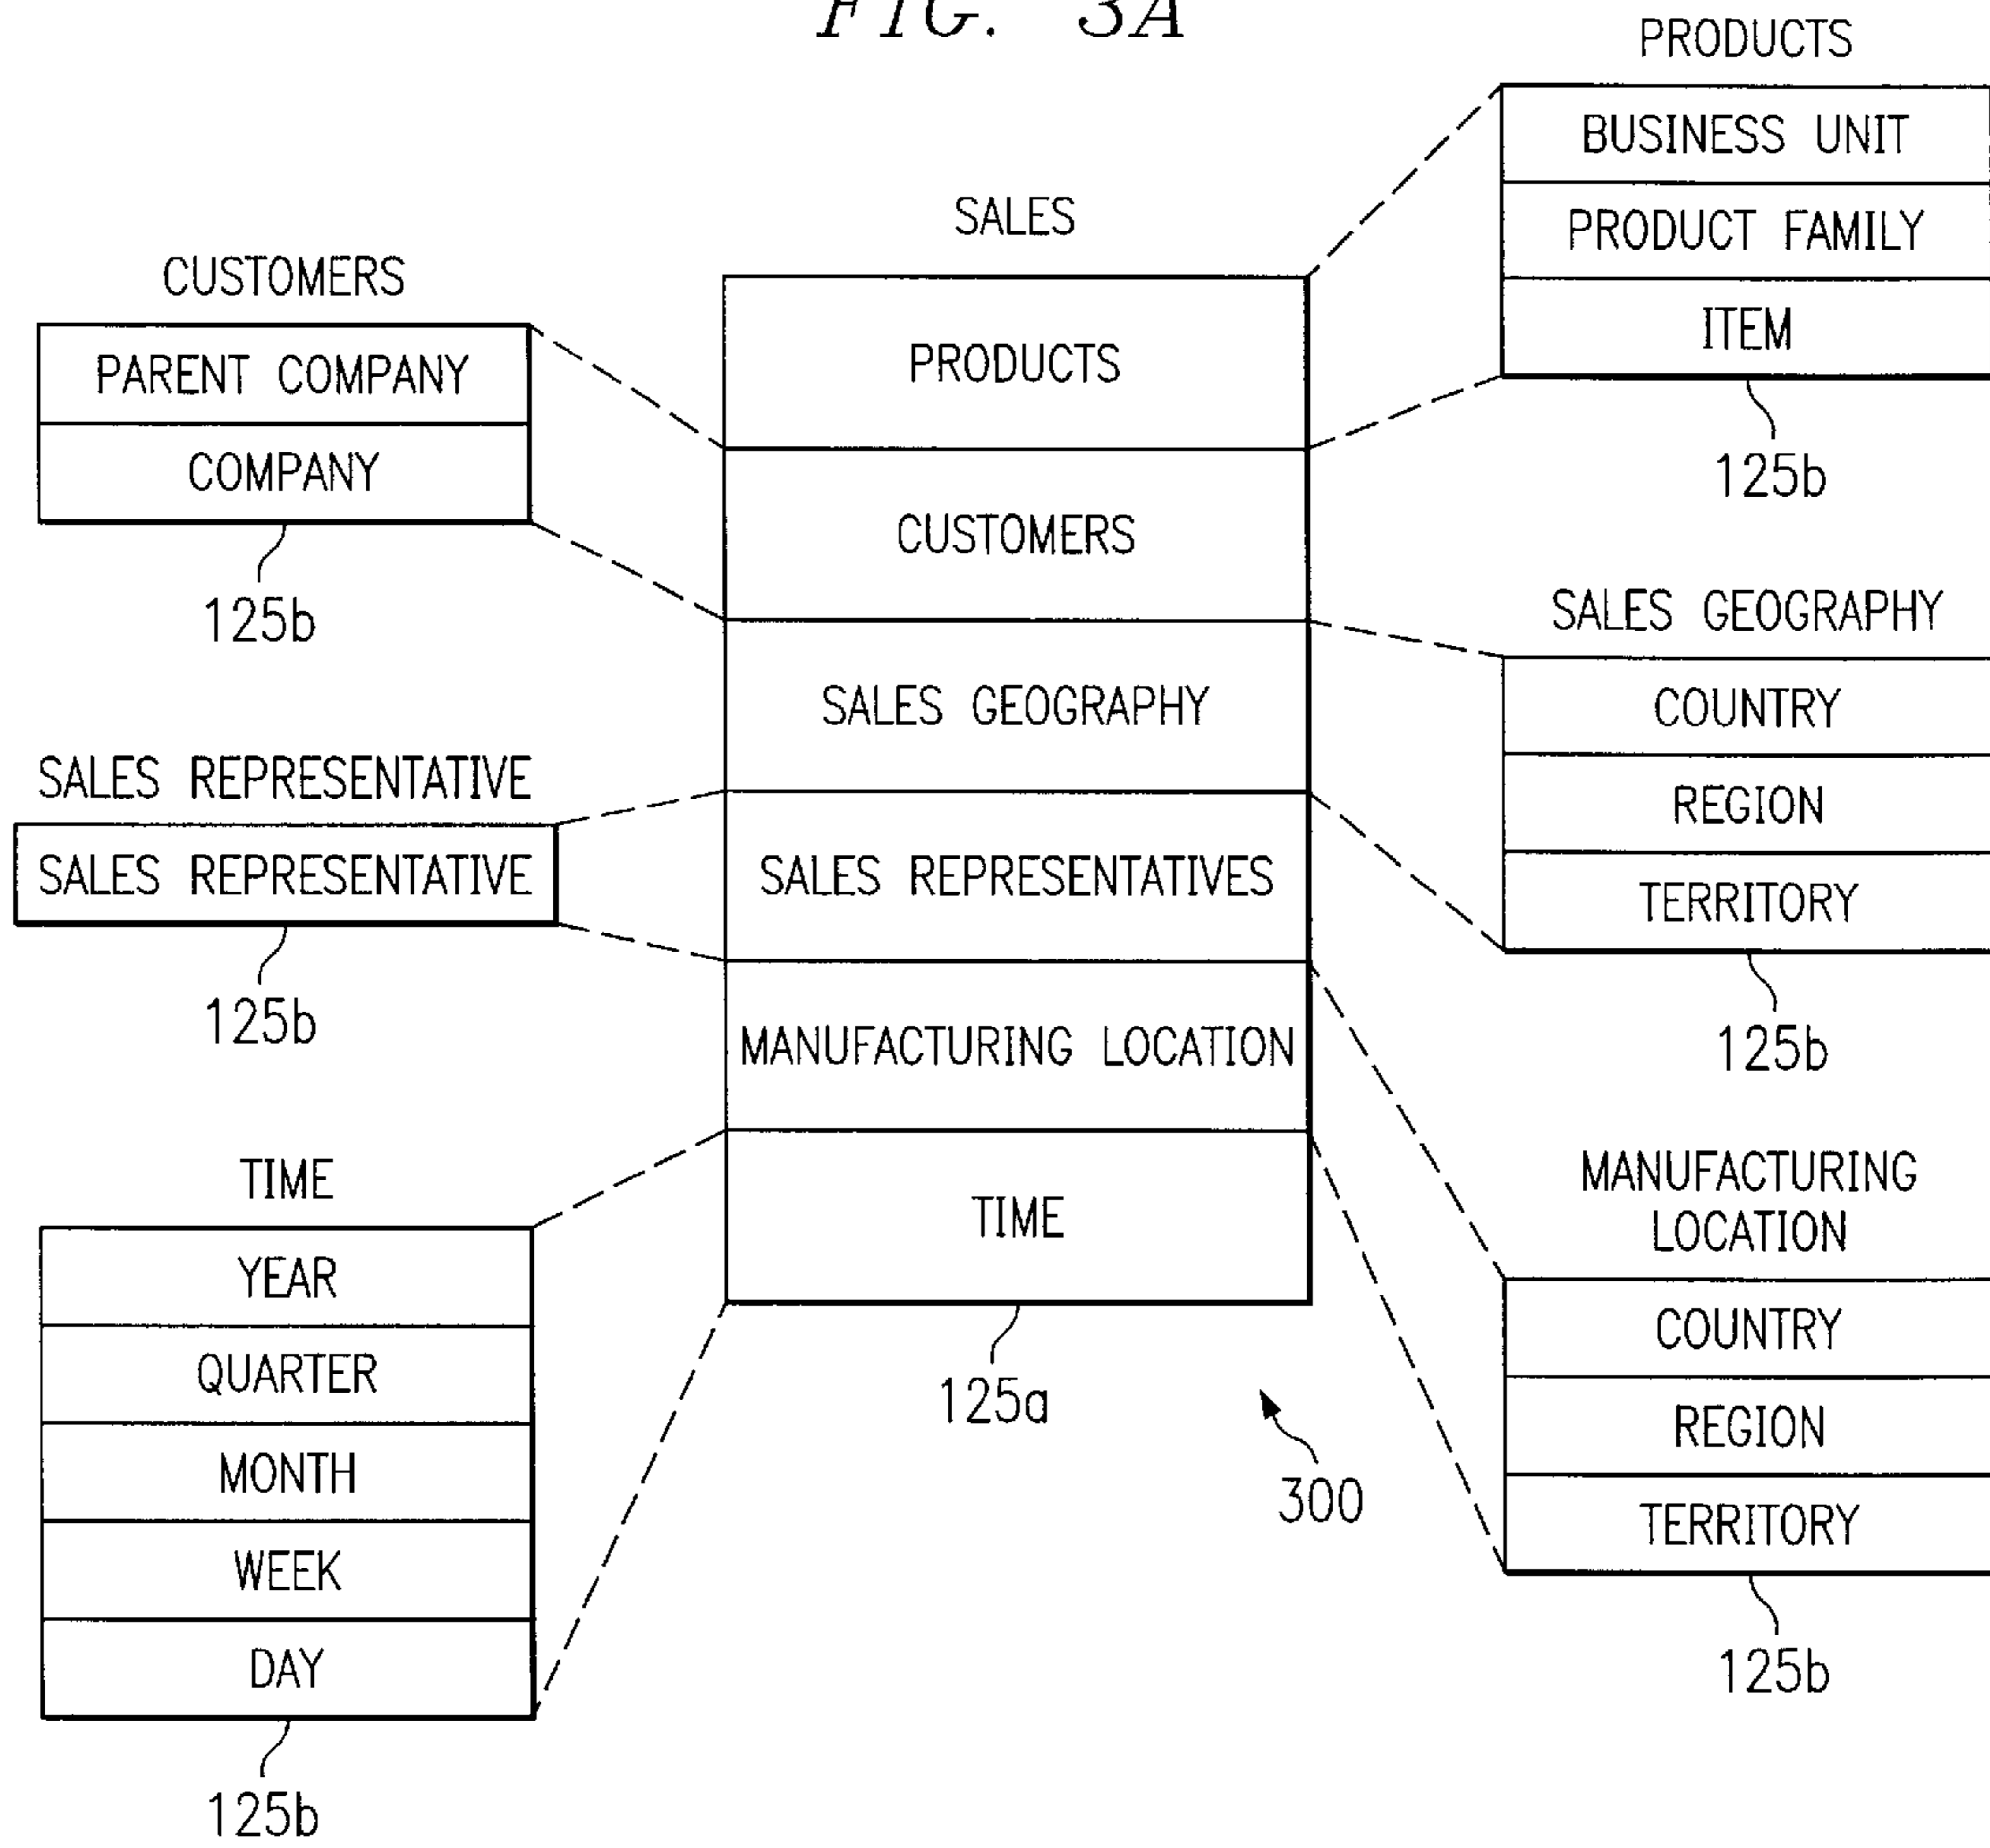 FIG. 3A
PRODUCTS
BUSINESS UNIT
PRODUCT FAMILY
ITEM
125b
SALES
PRODUCTS
CUSTOMERS
SALES GEOGRAPHY
SALES REPRESENTATIVES
MANUFACTURING LOCATION
TIME
125a
300
CUSTOMERS
PARENT COMPANY
COMPANY
125b
SALES REPRESENTATIVE
SALES REPRESENTATIVE
125b
TIME
YEAR
QUARTER
MONTH
WEEK
DAY
125b
SALES GEOGRAPHY
COUNTRY
REGION
TERRITORY
125b
MANUFACTURING
LOCATION
COUNTRY
REGION
TERRITORY
125b